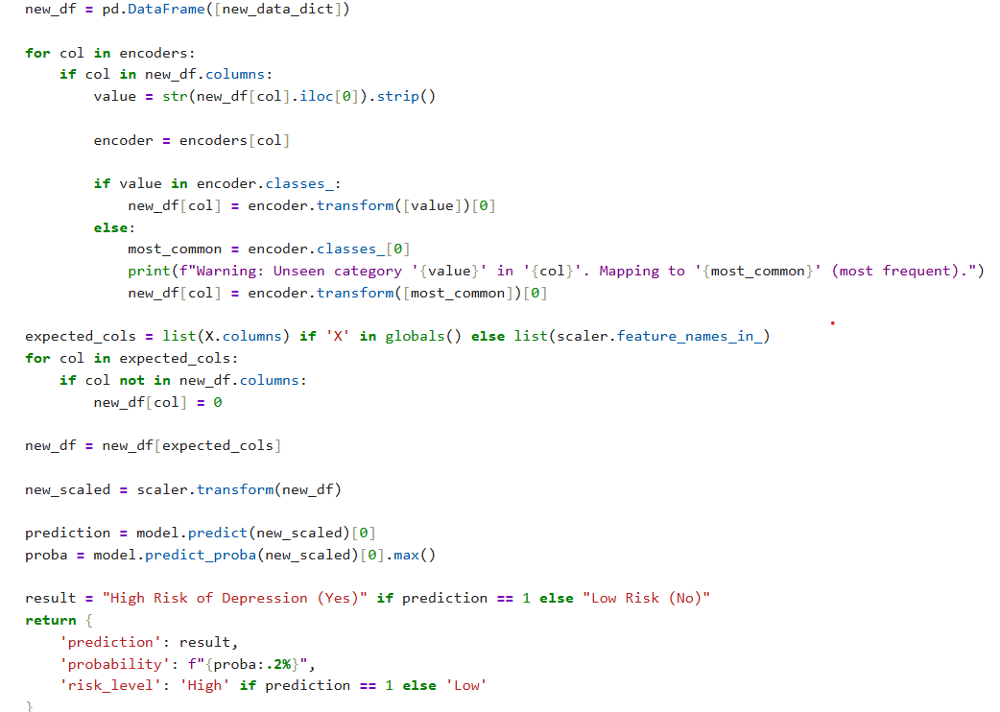 new_df = pd.DataFrame([new_data_dict])
for col in encoders:
    if col in new_df.columns:
        value = str(new_df[col].iloc[0]).strip()
        encoder = encoders[col]
        if value in encoder.classes_:
            new_df[col] = encoder.transform([value])[0]
        else:
            most_common = encoder.classes_[0]
            print(f"Warning: Unseen category '{value}' in '{col}'. Mapping to '{most_common}' (most frequent).")
            new_df[col] = encoder.transform([most_common])[0]
expected_cols = list(X.columns) if 'X' in globals() else list(scaler.feature_names_in_)
for col in expected_cols:
    if col not in new_df.columns:
        new_df[col] = 0
new_df = new_df[expected_cols]
new_scaled = scaler.transform(new_df)
prediction = model.predict(new_scaled)[0]
proba = model.predict_proba(new_scaled)[0].max()
result = "High Risk of Depression (Yes)" if prediction == 1 else "Low Risk (No)"
return {
    'prediction': result,
    'probability': f"{proba:.2%}",
    'risk_level': 'High' if prediction == 1 else 'Low'
}